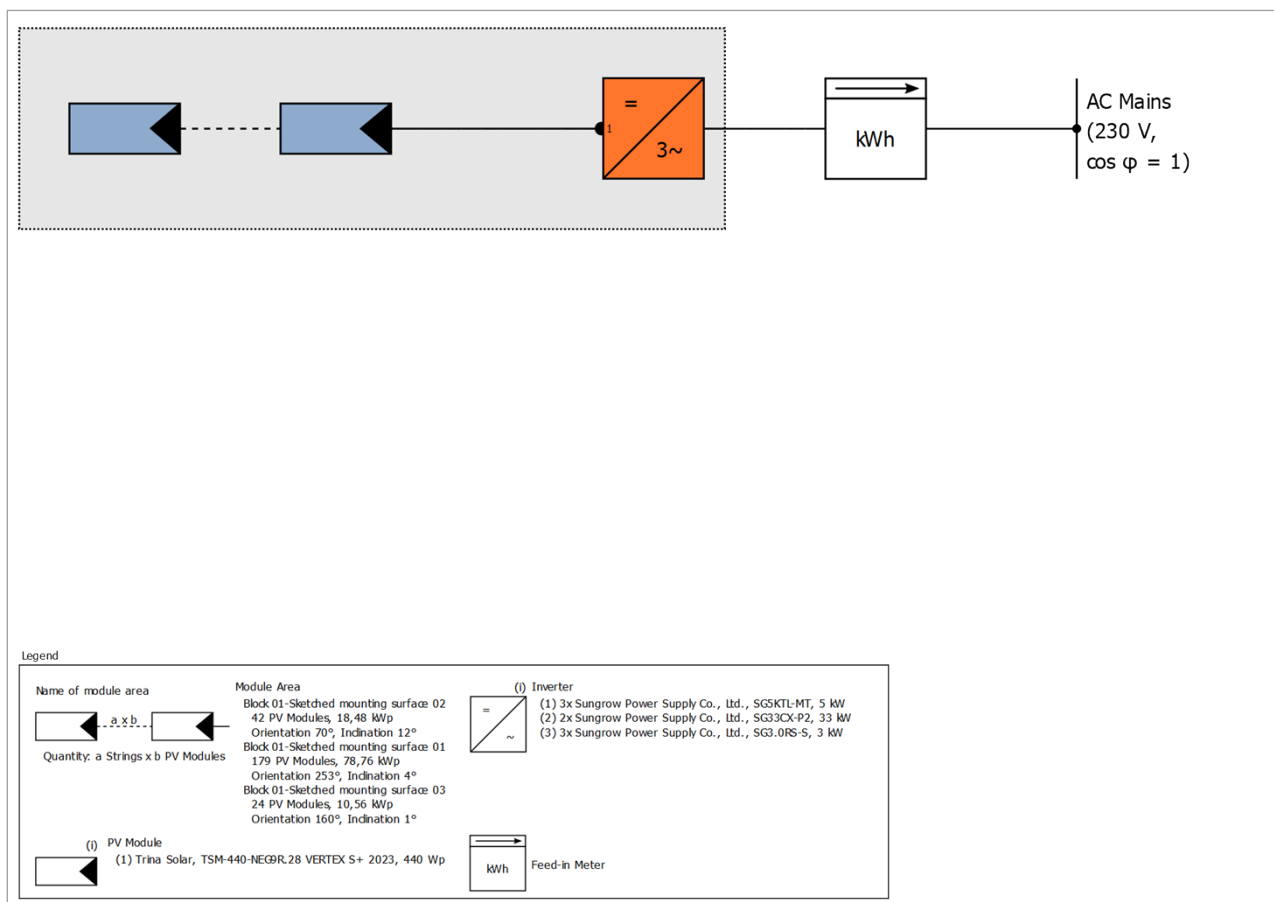 =
1
3~
kWh
AC Mains
(230 V,
cos φ = 1)
Legend
Name of module area
a x b
Quantity: a Strings x b PV Modules
Module Area
Block 01-Sketched mounting surface 02
42 PV Modules, 18,48 kWp
Orientation 70°, Inclination 12°
Block 01-Sketched mounting surface 01
179 PV Modules, 78,76 kWp
Orientation 253°, Inclination 4°
Block 01-Sketched mounting surface 03
24 PV Modules, 10,56 kWp
Orientation 160°, Inclination 1°
(i) Inverter
=
~
(1) 3x Sungrow Power Supply Co., Ltd., SG5KTL-MT, 5 kW
(2) 2x Sungrow Power Supply Co., Ltd., SG33CX-P2, 33 kW
(3) 3x Sungrow Power Supply Co., Ltd., SG3.0RS-S, 3 kW
(i) PV Module
(1) Trina Solar, TSM-440-NEG9R.28 VERTEX S+ 2023, 440 Wp
kWh
Feed-in Meter